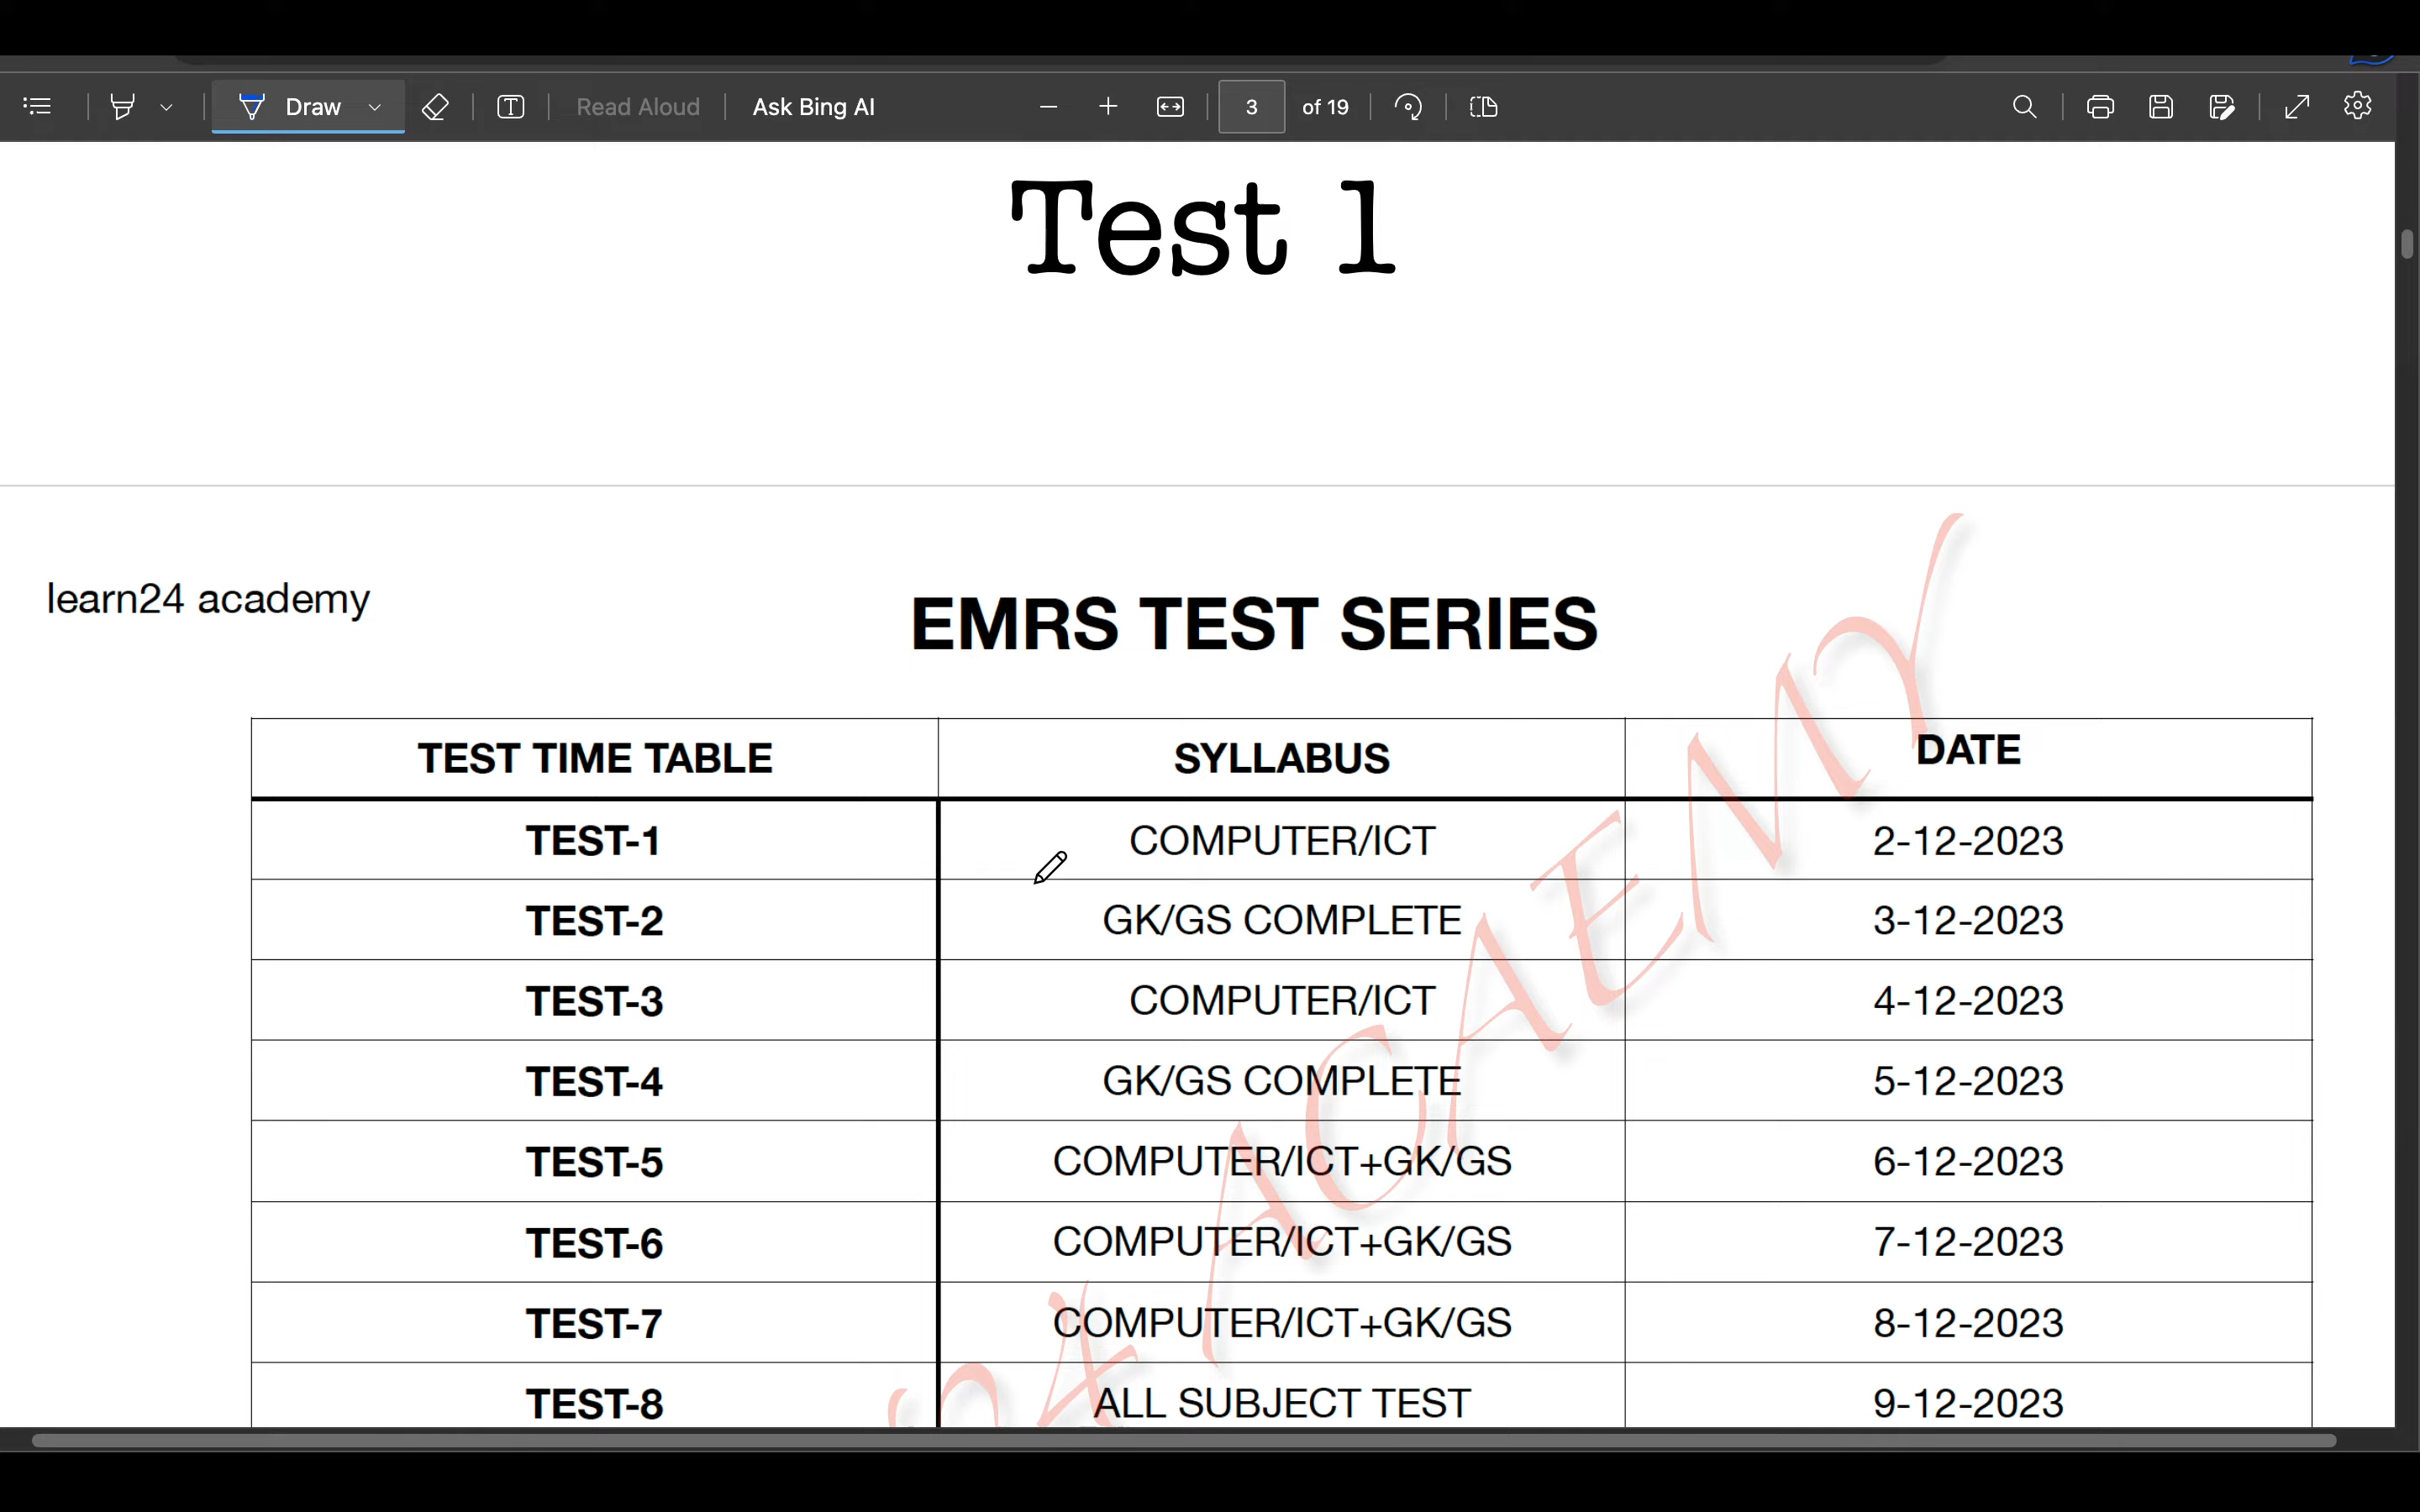 Draw
Read Aloud
Ask Bing AI
3
of 19
Test 1
learn24 academy
EMRS TEST SERIES
TEST TIME TABLE SYLLABUS DATE
TEST-1 COMPUTER/ICT 2-12-2023
TEST-2 GK/GS COMPLETE 3-12-2023
TEST-3 COMPUTER/ICT 4-12-2023
TEST-4 GK/GS COMPLETE 5-12-2023
TEST-5 COMPUTER/ICT+GK/GS 6-12-2023
TEST-6 COMPUTER/ICT+GK/GS 7-12-2023
TEST-7 COMPUTER/ICT+GK/GS 8-12-2023
TEST-8 ALL SUBJECT TEST 9-12-2023
24 ACAEMY